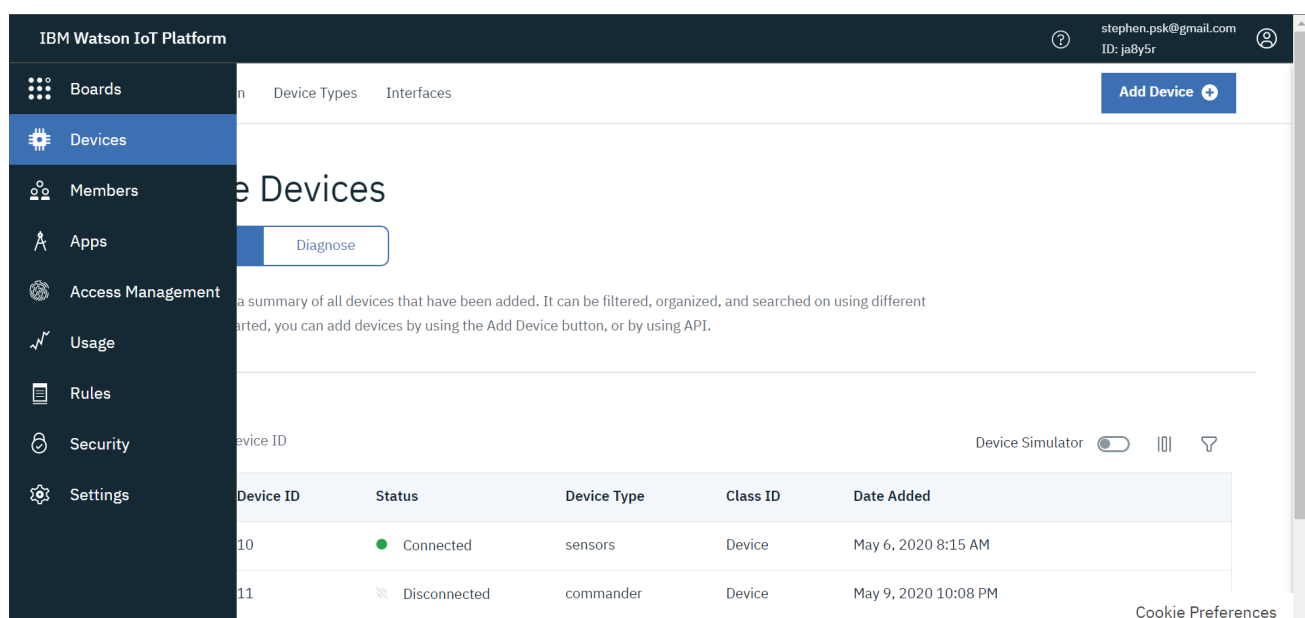 IBM Watson IoT Platform
stephen.psk@gmail.com
ID: ja8y5r
Boards
n Device Types Interfaces
Add Device
Devices
Members
e Devices
Apps
Diagnose
Access Management
a summary of all devices that have been added. It can be filtered, organized, and searched on using different
arted, you can add devices by using the Add Device button, or by using API.
Usage
Rules
Security
evice ID
Device Simulator
Settings
Device ID Status Device Type Class ID Date Added
10 Connected sensors Device May 6, 2020 8:15 AM
11 Disconnected commander Device May 9, 2020 10:08 PM
Cookie Preferences